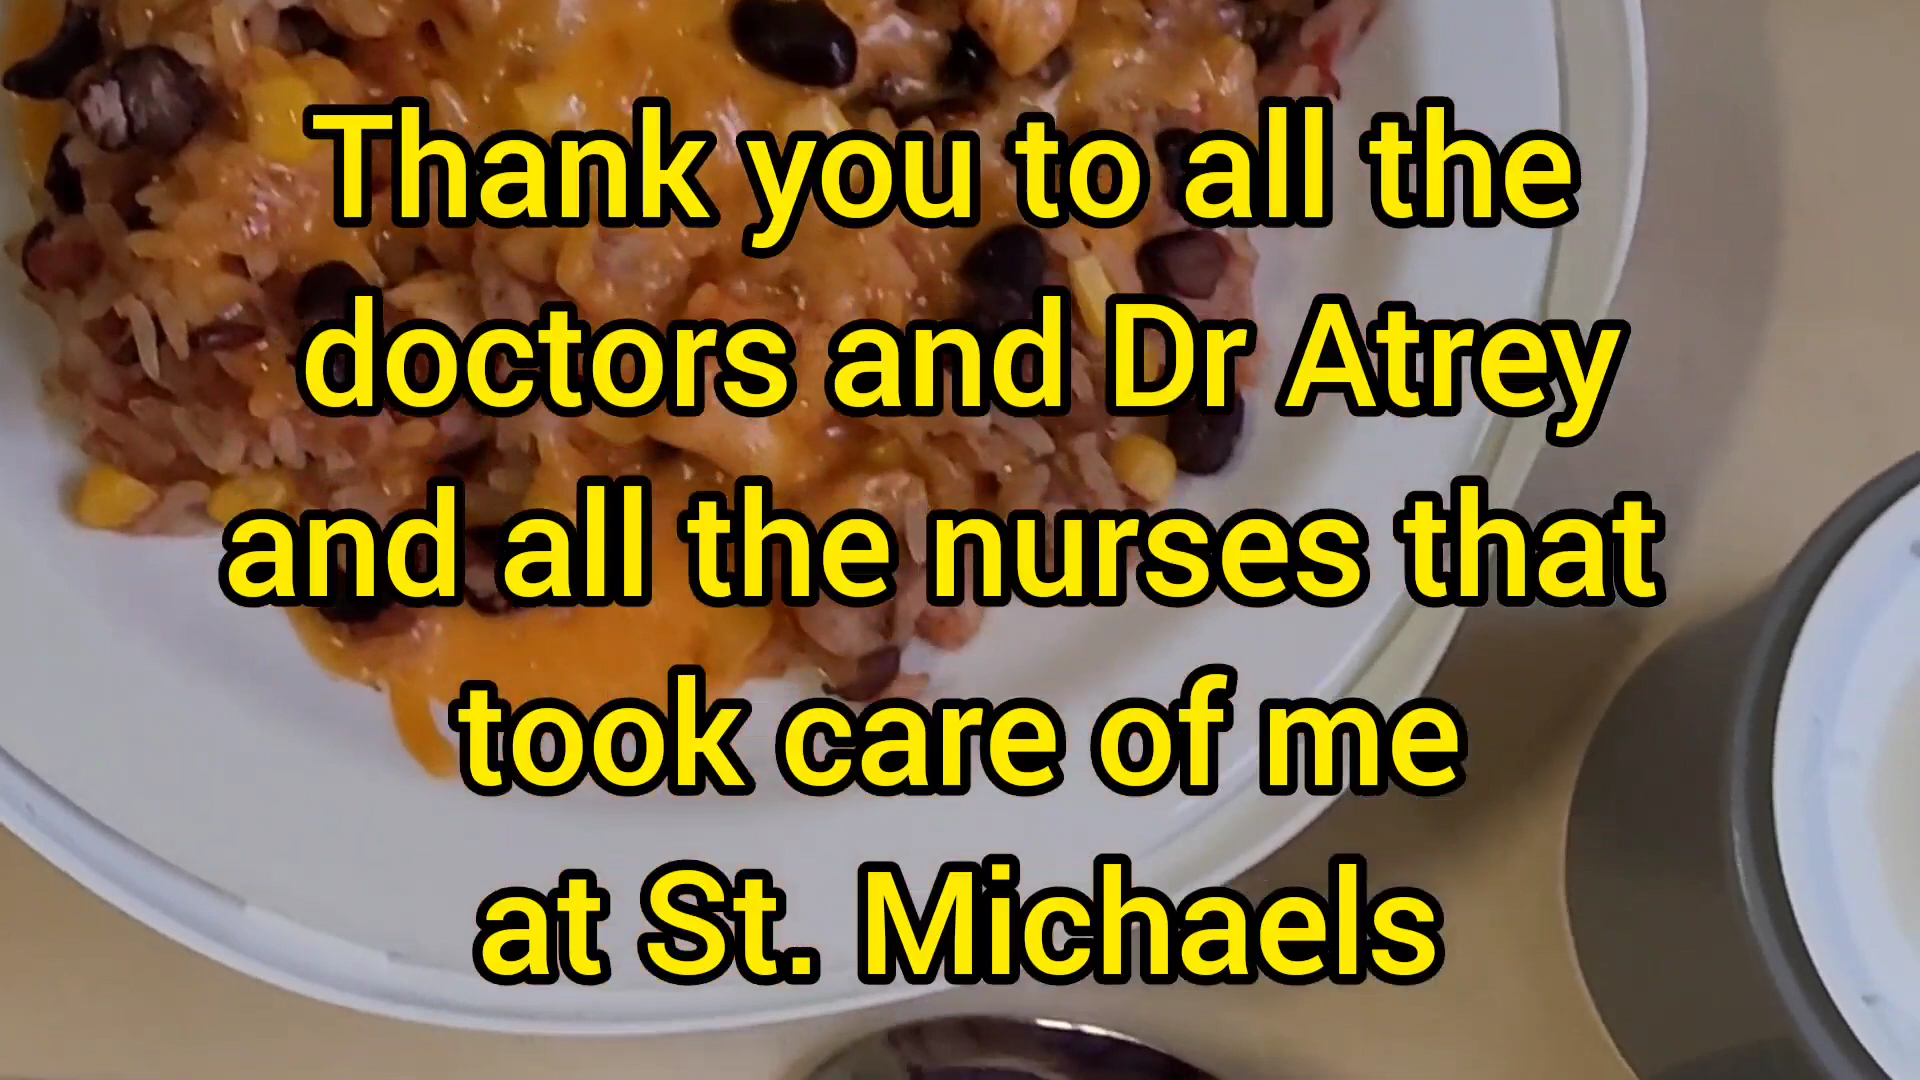 Thank you to all the
doctors and Dr Atrey
and all the nurses that
took care of me
at St. Michaels